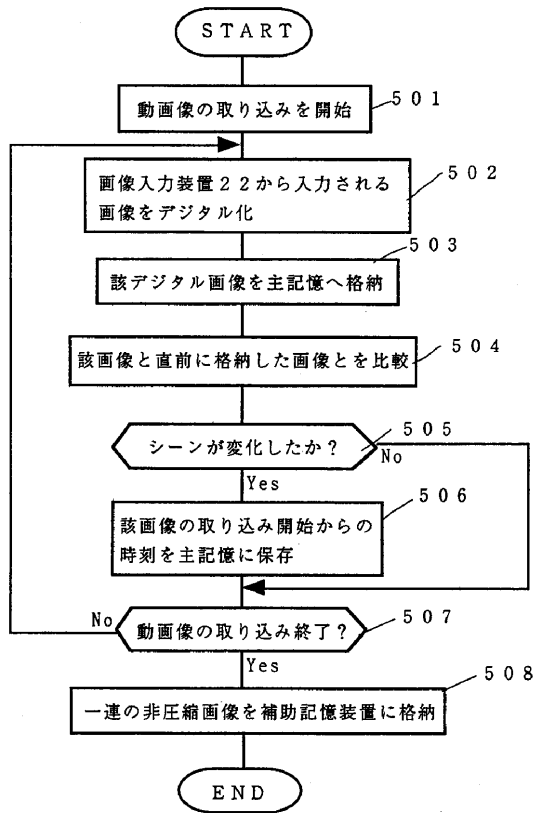 START
動画像の取り込みを開始
501
画像入力装置22から入力される
画像をデジタル化
502
503
該デジタル画像を主記憶へ格納
該画像と直前に格納した画像とを比較
504
シーンが変化したか?
505
No
Yes
506
該画像の取り込み開始からの
時刻を主記憶に保存
No
動画像の取り込み終了?
507
Yes
508
一連の非圧縮画像を補助記憶装置に格納
END